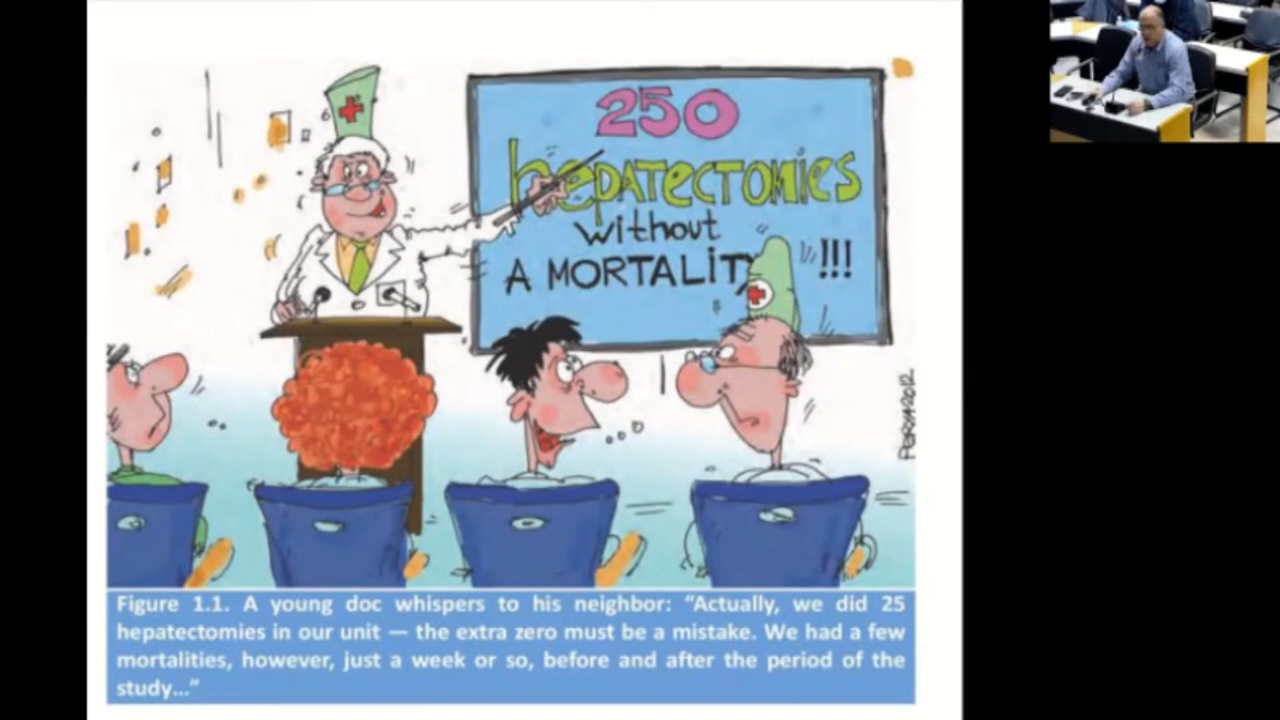 250
hepatectomies
without
A MORTALITY !!!
PERYA2012
Figure 1.1. A young doc whispers to his neighbor: “Actually, we did 25
hepatectomies in our unit — the extra zero must be a mistake. We had a few
mortalities, however, just a week or so, before and after the period of the
study...”